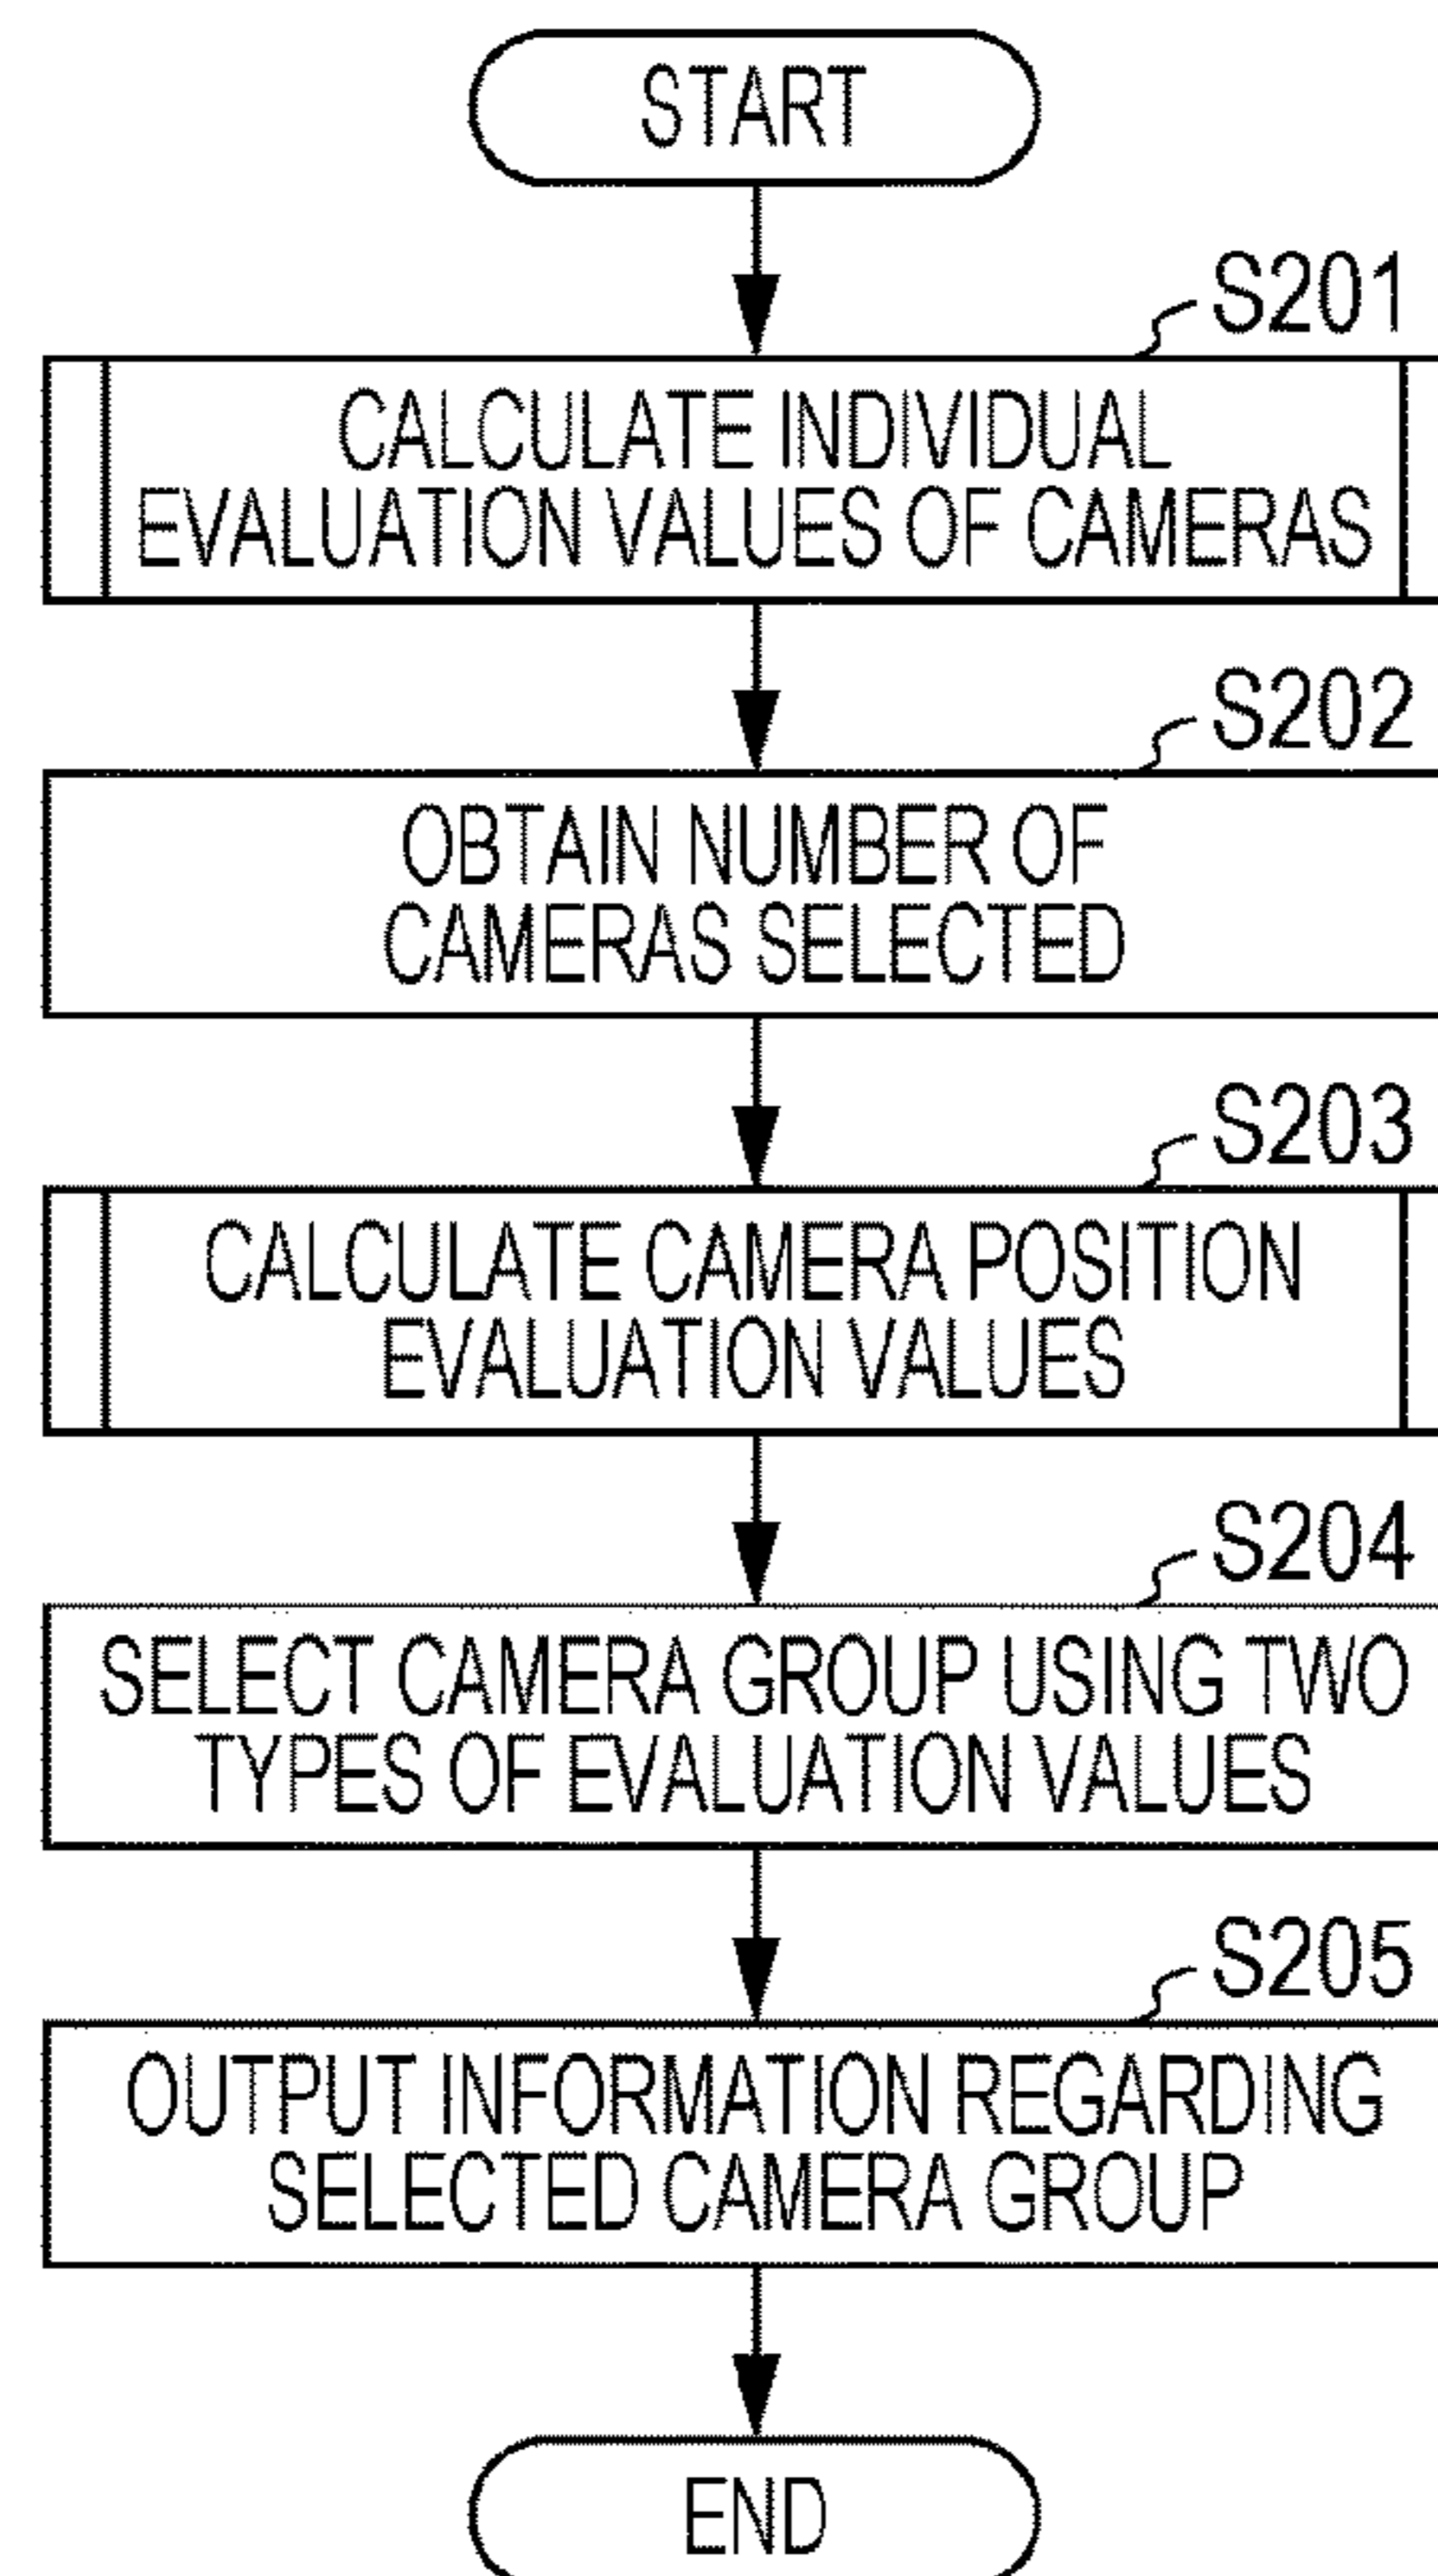 START
S201
CALCULATE INDIVIDUAL
EVALUATION VALUES OF CAMERAS
S202
OBTAIN NUMBER OF
CAMERAS SELECTED
S203
CALCULATE CAMERA POSITION
EVALUATION VALUES
S204
SELECT CAMERA GROUP USING TWO
TYPES OF EVALUATION VALUES
S205
OUTPUT INFORMATION REGARDING
SELECTED CAMERA GROUP
END